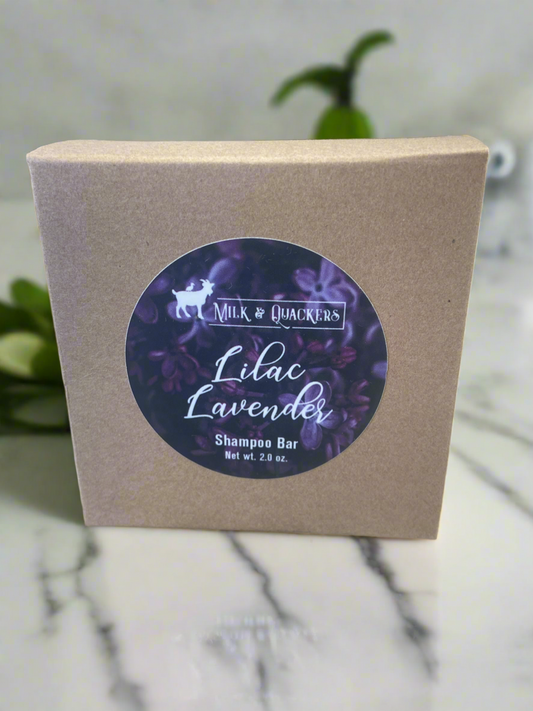 Milk & Quackers
Lilac
Lavender
Shampoo Bar
Net wt. 2.0 oz.